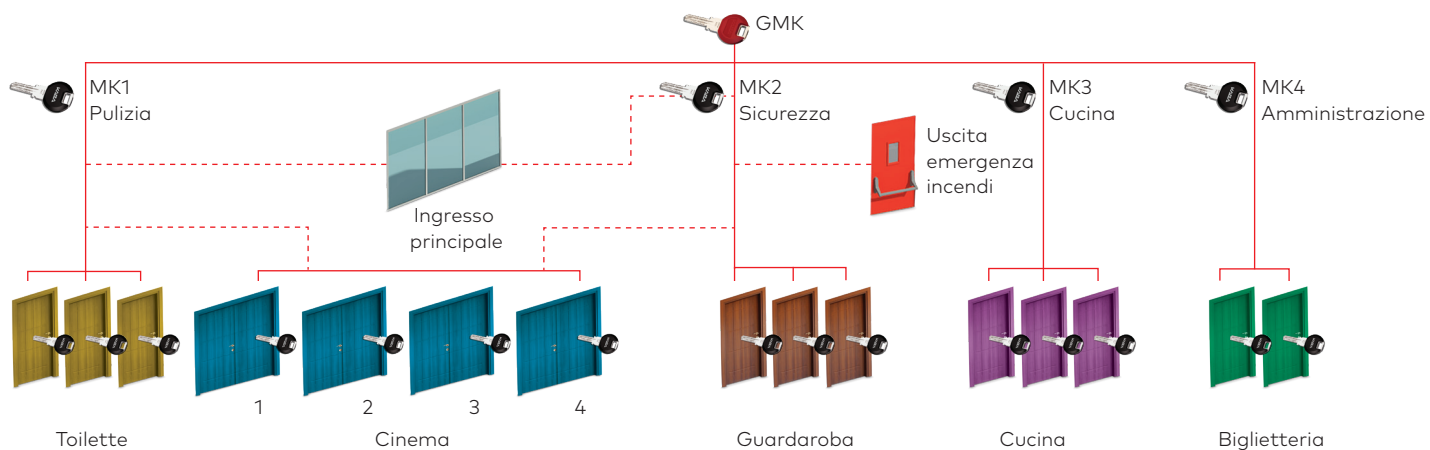 GMK
MK1
Pulizia
MK2
Sicurezza
MK3
Cucina
MK4
Amministrazione
Uscita
emergenza
incendi
Ingresso
principale
1
2
3
4
Toilette
Cinema
Guardaroba
Cucina
Biglietteria